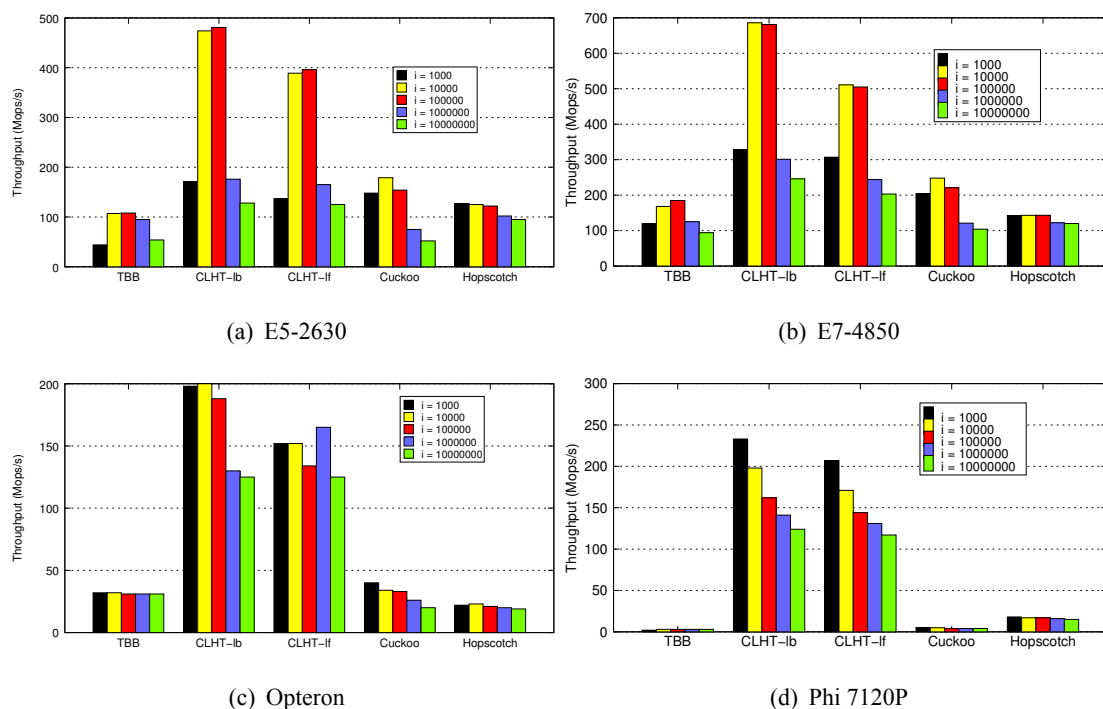 500
400
300
200
100
0
Throughput (Mops/s)
i = 1000
i = 10000
i = 100000
i = 1000000
i = 10000000
TBB
CLHT-lb
CLHT-lf
Cuckoo
Hopscotch
(a) E5-2630
700
600
500
400
300
200
100
0
Throughput (Mops/s)
i = 1000
i = 10000
i = 100000
i = 1000000
i = 10000000
TBB
CLHT-lb
CLHT-lf
Cuckoo
Hopscotch
(b) E7-4850
200
150
100
50
0
Throughput (Mops/s)
i = 1000
i = 10000
i = 100000
i = 1000000
i = 10000000
TBB
CLHT-lb
CLHT-lf
Cuckoo
Hopscotch
(c) Opteron
300
250
200
150
100
50
0
Throughput (Mops/s)
i = 1000
i = 10000
i = 100000
i = 1000000
i = 10000000
TBB
CLHT-lb
CLHT-lf
Cuckoo
Hopscotch
(d) Phi 7120P